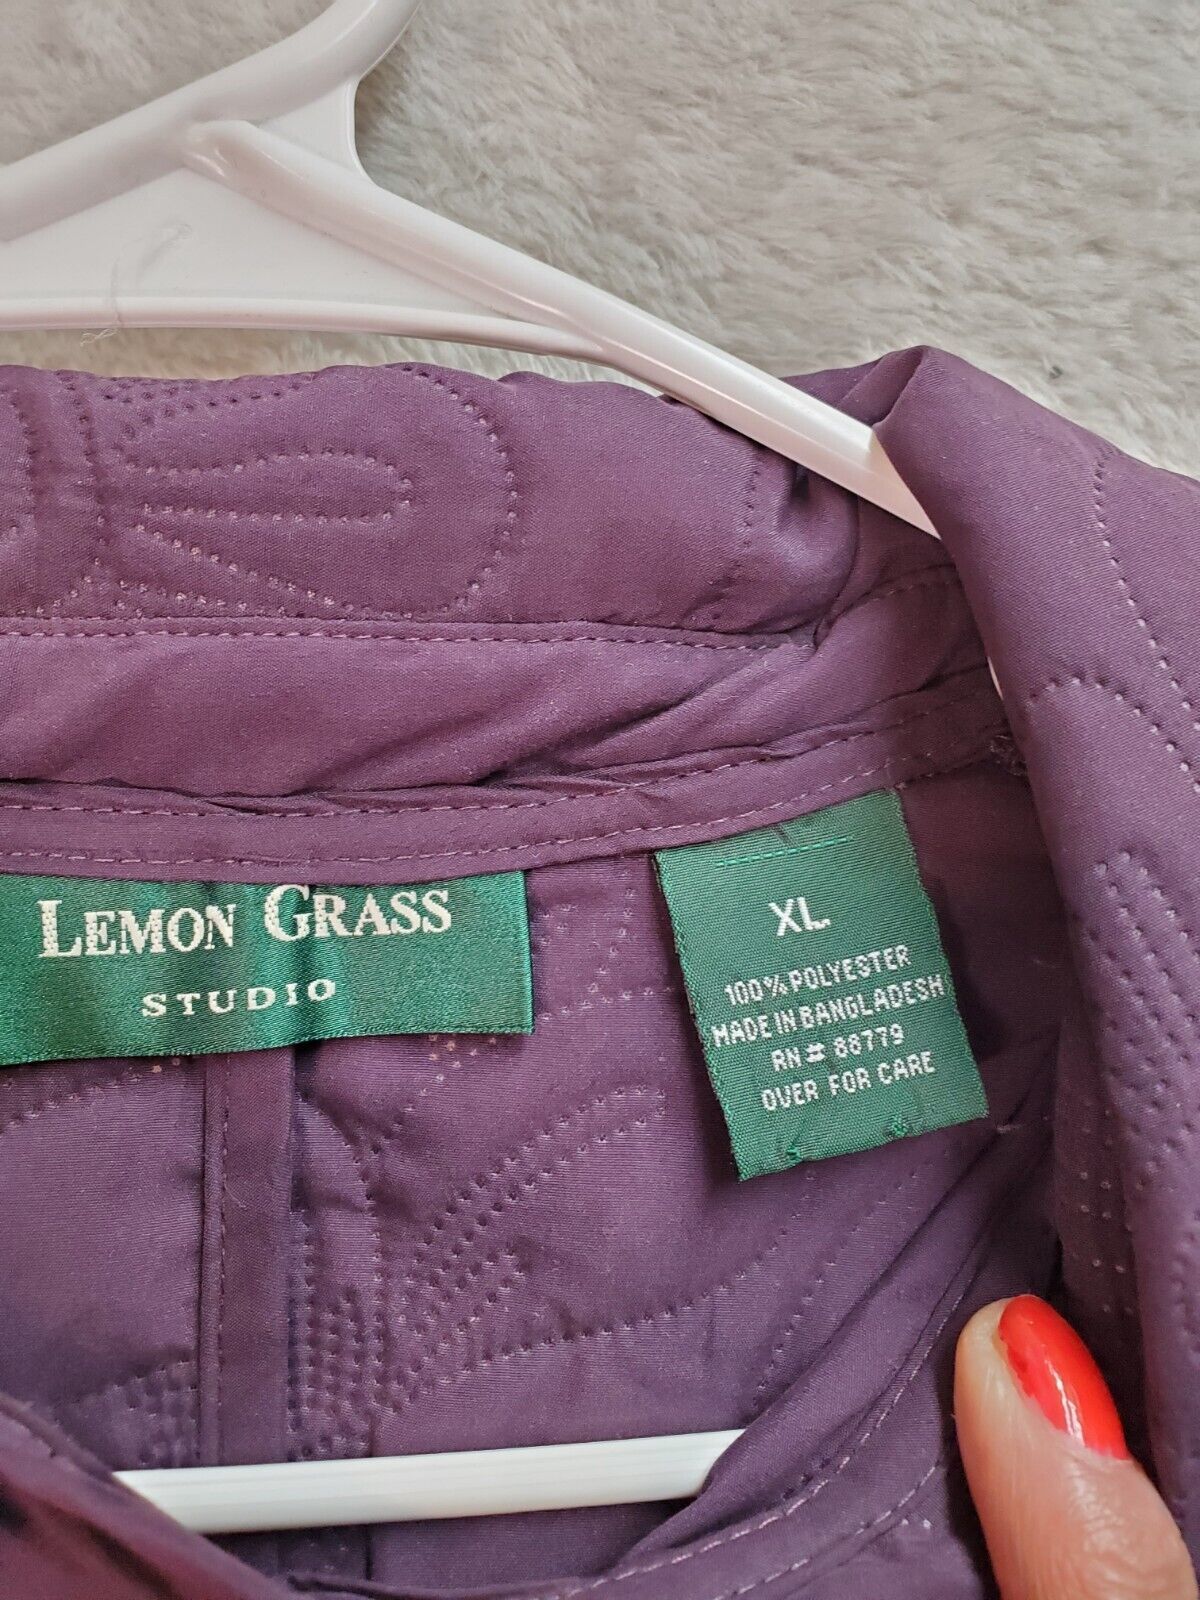 LEMON GRASS
STUDIO
XL
100% POLYESTER
MADE IN BANGLADESH
RN # 88779
OVER FOR CARE